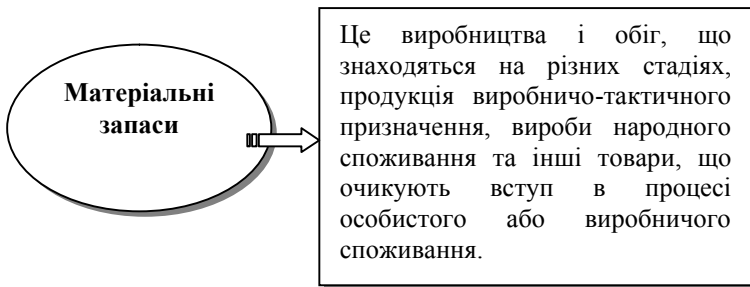 Матеріальні
запаси
Це виробництва і обіг, що
знаходяться на різних стадіях,
продукція виробничо-тактичного
призначення, вироби народного
споживання та інші товари, що
очикують вступ в процесі
особистого або виробничого
споживання.